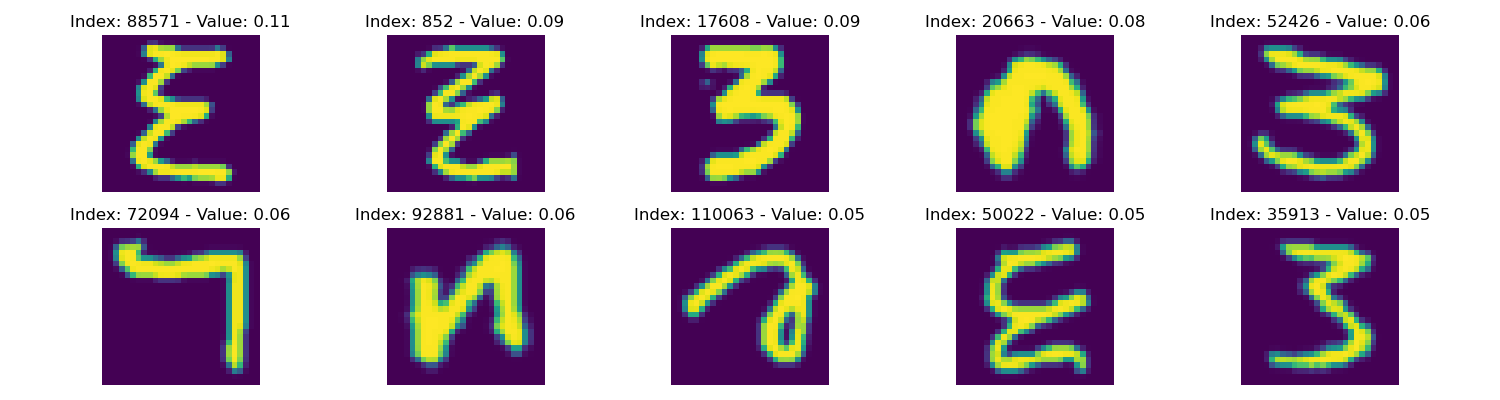 Index: 88571 - Value: 0.11 Index: 852 - Value: 0.09 Index: 17608 - Value: 0.09 Index: 20663 - Value: 0.08 Index: 52426 - Value: 0.06
Index: 72094 - Value: 0.06 Index: 92881 - Value: 0.06 Index: 110063 - Value: 0.05 Index: 50022 - Value: 0.05 Index: 35913 - Value: 0.05